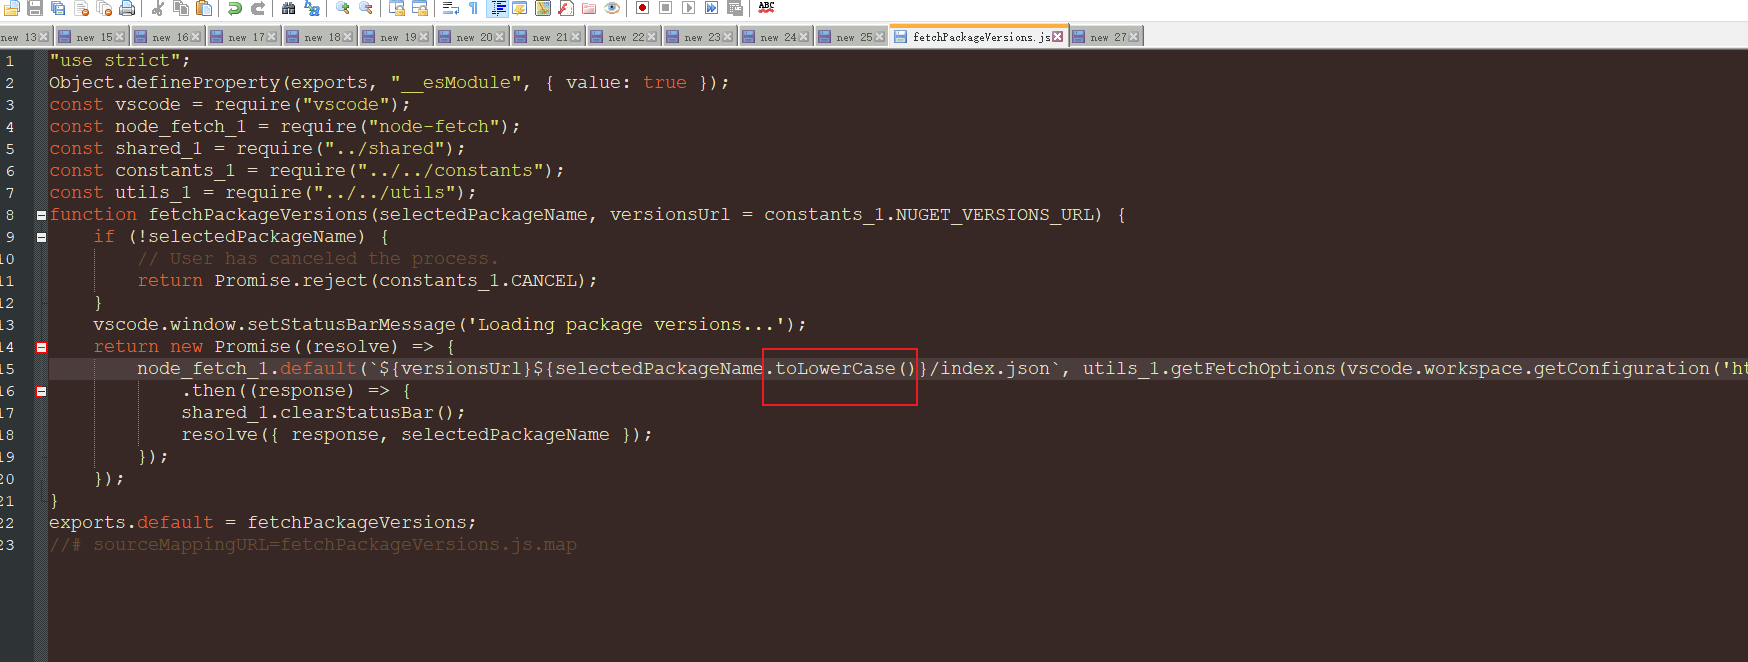 ABC
new 13 new 15 new 16 new 17 new 18 new 19 new 20 new 21 new 22 new 23 new 24 new 25 fetchPackageVersions.js new 27
1 "use strict";
2 Object.defineProperty(exports, "__esModule", { value: true });
3 const vscode = require("vscode");
4 const node_fetch_1 = require("node-fetch");
5 const shared_1 = require("../shared");
6 const constants_1 = require("../../constants");
7 const utils_1 = require("../../utils");
8 function fetchPackageVersions(selectedPackageName, versionsUrl = constants_1.NUGET_VERSIONS_URL) {
9 if (!selectedPackageName) {
10 // User has canceled the process.
11 return Promise.reject(constants_1.CANCEL);
12 }
13 vscode.window.setStatusBarMessage('Loading package versions...');
14 return new Promise((resolve) => {
15 node_fetch_1.default(`${versionsUrl}${selectedPackageName.toLowerCase()}/index.json`, utils_1.getFetchOptions(vscode.workspace.getConfiguration('ht
16 .then((response) => {
17 shared_1.clearStatusBar();
18 resolve({ response, selectedPackageName });
19 });
20 });
21 }
22 exports.default = fetchPackageVersions;
23 //# sourceMappingURL=fetchPackageVersions.js.map